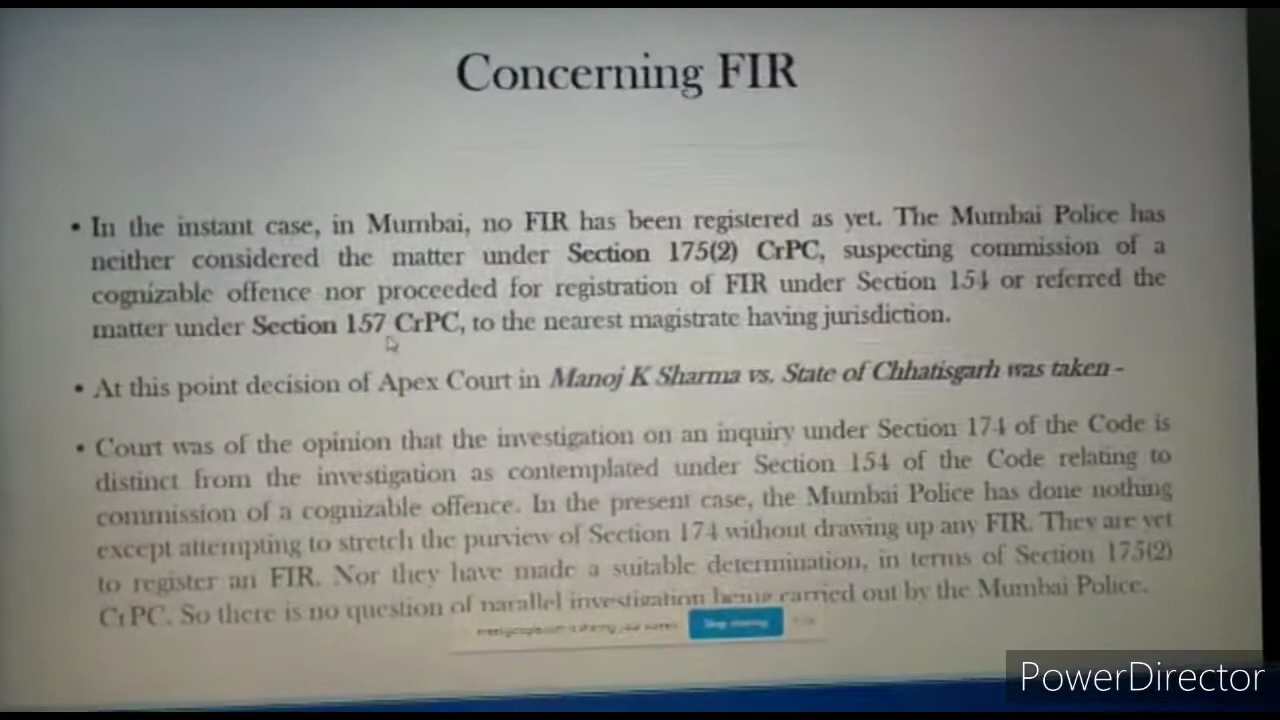 Concerning FIR
• In the instant case, in Mumbai, no FIR has been registered as yet. The Mumbai Police has
neither considered the matter under Section 175(2) CrPC, suspecting commission of a
cognizable offence nor proceeded for registration of FIR under Section 154 or referred the
matter under Section 157 CrPC, to the nearest magistrate having jurisdiction.
• At this point decision of Apex Court in Manoj K Sharma vs. State of Chhatisgarh was taken -
• Court was of the opinion that the investigation on an inquiry under Section 174 of the Code is
distinct from the investigation as contemplated under Section 154 of the Code relating to
commission of a cognizable offence. In the present case, the Mumbai Police has done nothing
except attempting to stretch the purview of Section 174 without drawing up any FIR. They are yet
to register an FIR. Nor they have made a suitable determination, in terms of Section 175(2)
CrPC. So there is no question of parallel investigation being carried out by the Mumbai Police.
meet.google.com is sharing your screen. Stop sharing
PowerDirector